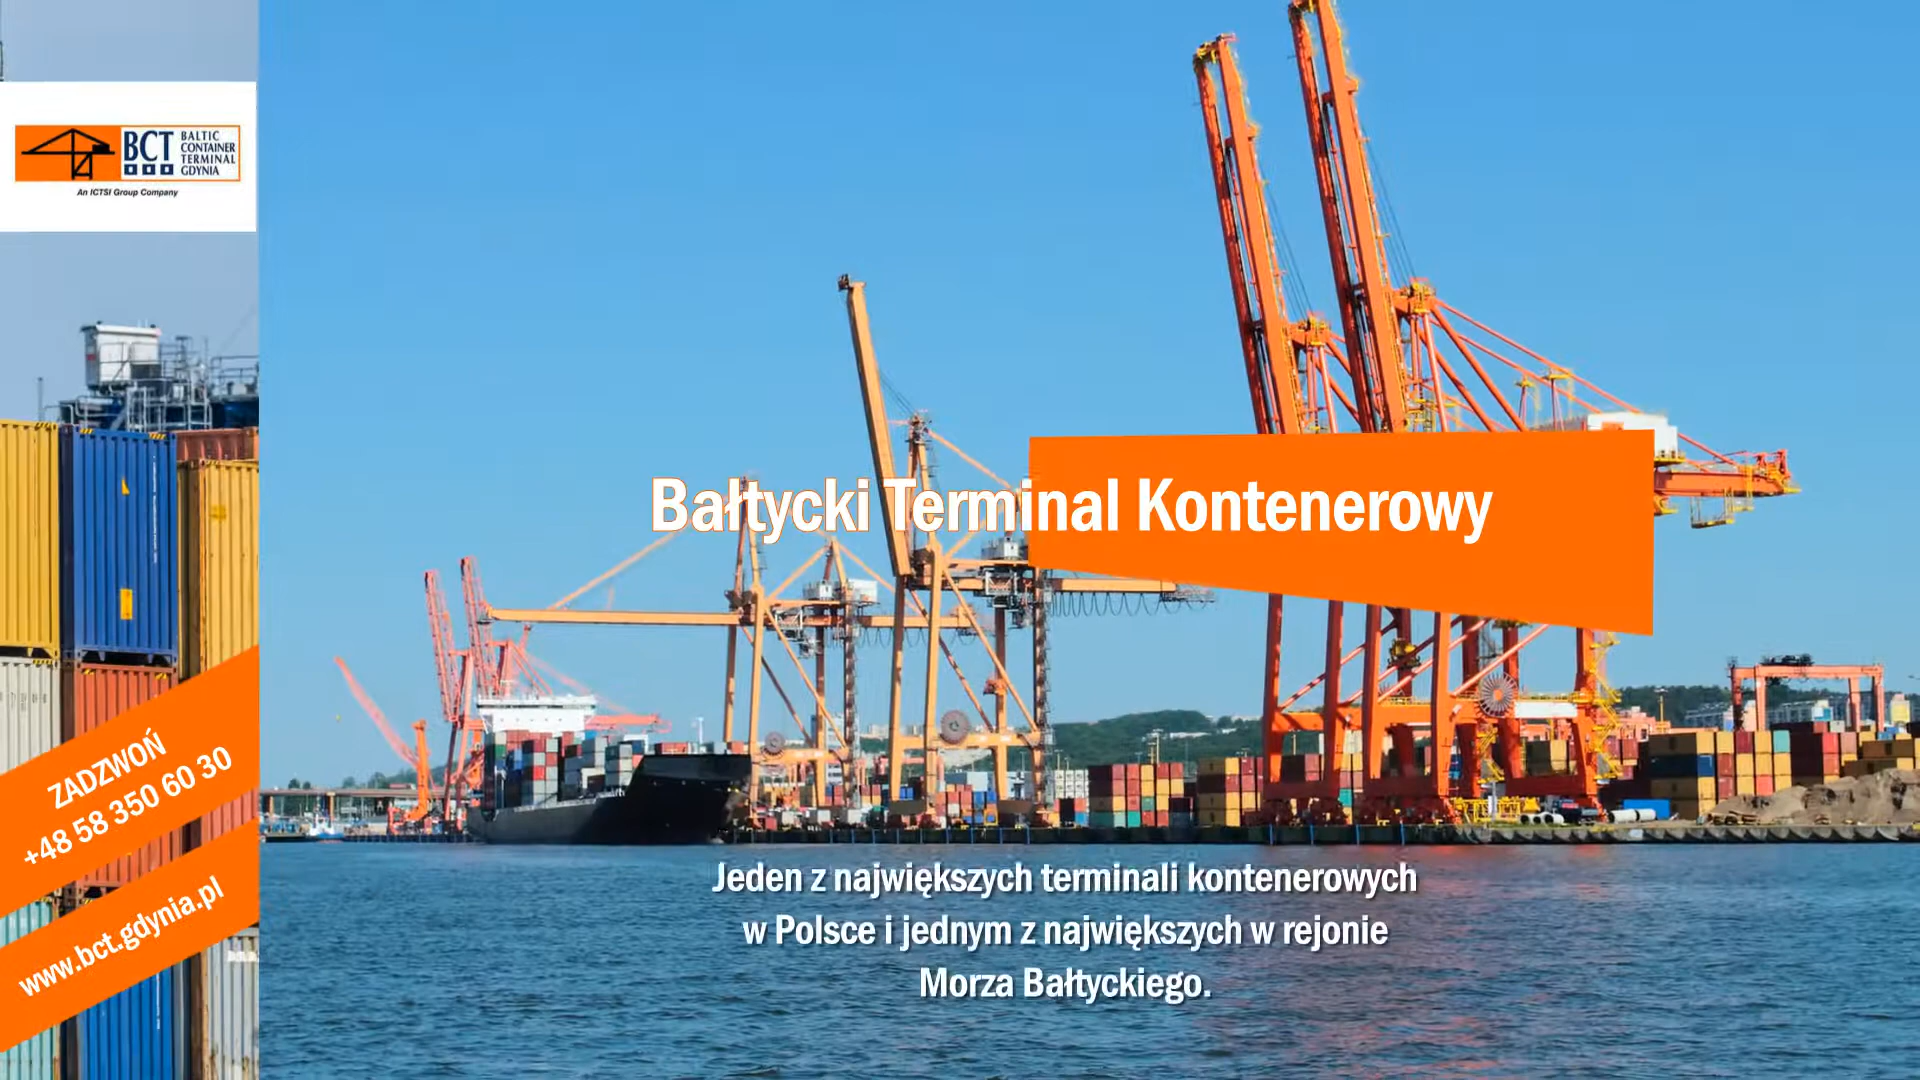 BCT
BALTIC
CONTAINER
TERMINAL
GDYNIA
An ICTSI Group Company
Bałtycki Terminal Kontenerowy
ZADZWOŃ
+48 58 350 60 30
www.bct.gdynia.pl
Jeden z największych terminali kontenerowych
w Polsce i jednym z największych w rejonie
Morza Bałtyckiego.